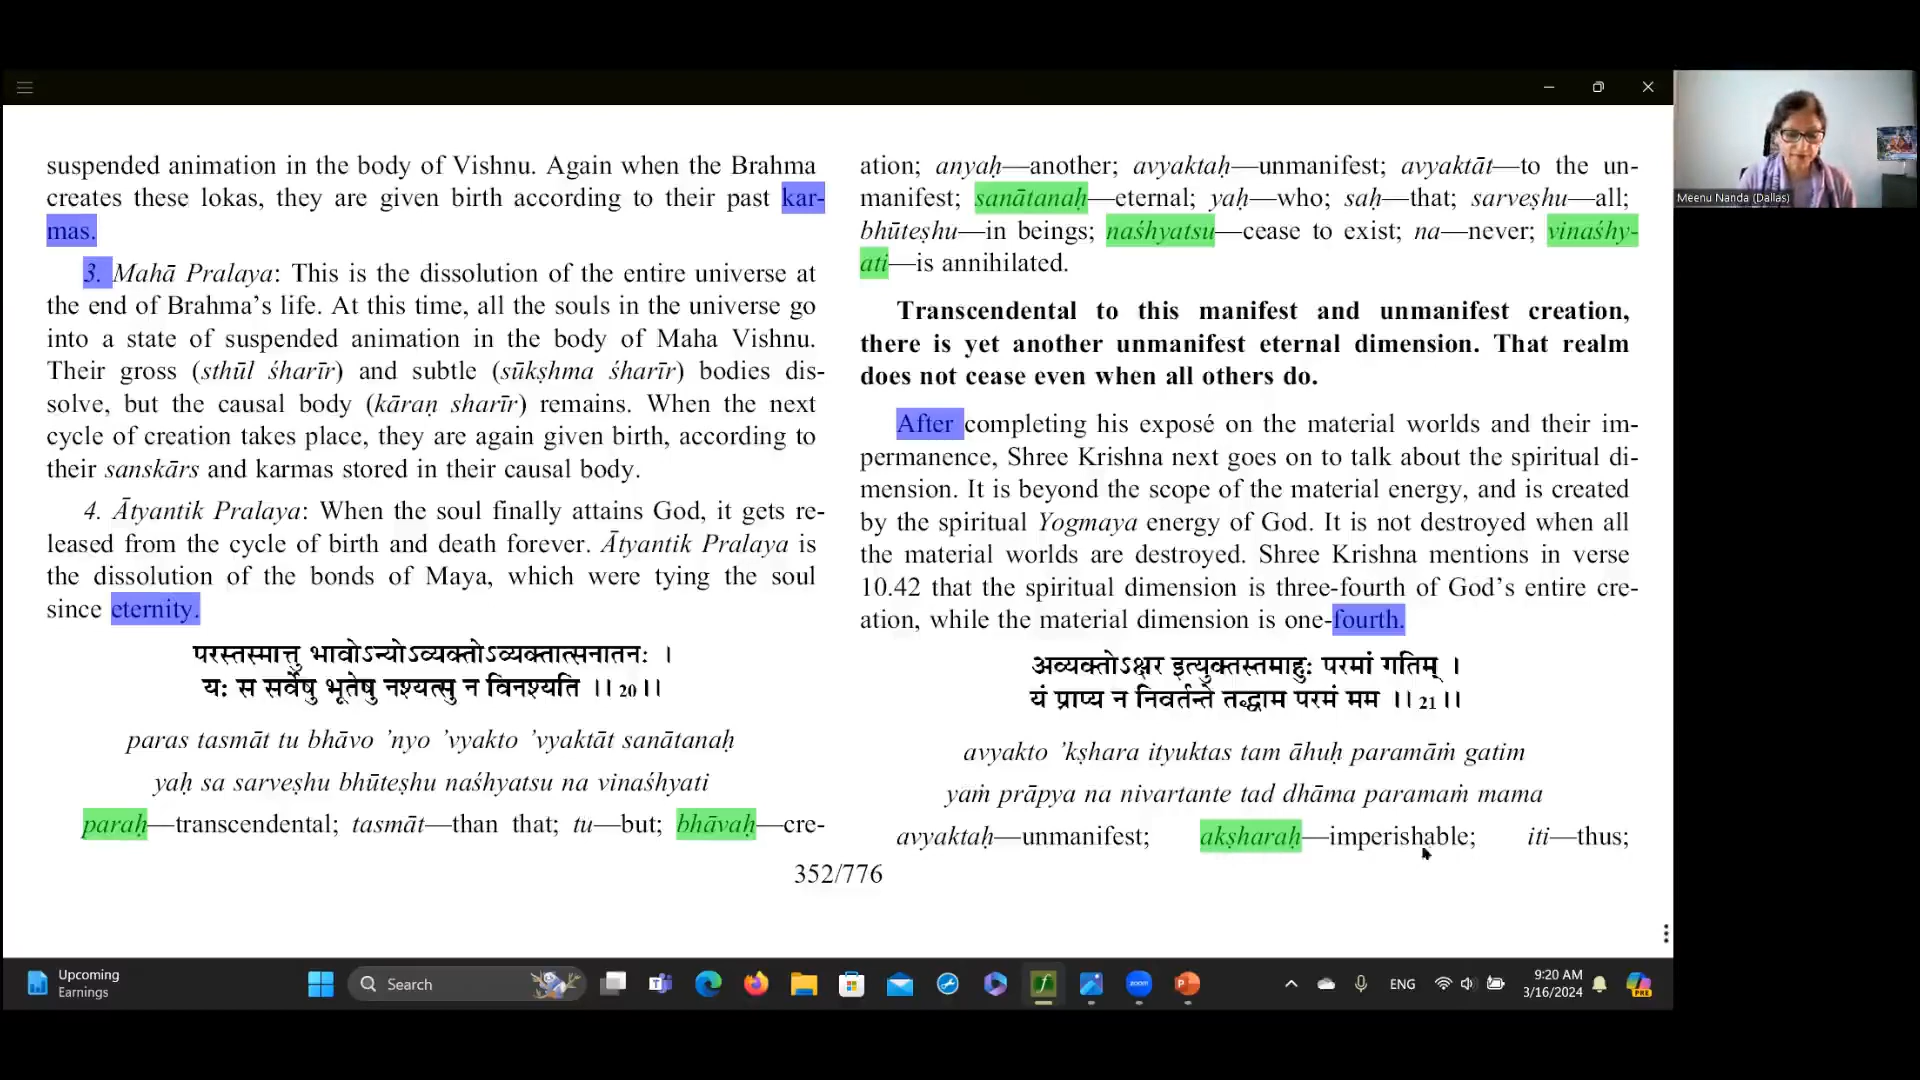 suspended animation in the body of Vishnu. Again when the Brahma
creates these lokas, they are given birth according to their past kar-
mas.
3. Mahā Pralaya: This is the dissolution of the entire universe at
the end of Brahma’s life. At this time, all the souls in the universe go
into a state of suspended animation in the body of Maha Vishnu.
Their gross (sthūl śharīr) and subtle (sūkṣhma śharīr) bodies dis-
solve, but the causal body (kāraṇ sharīr) remains. When the next
cycle of creation takes place, they are again given birth, according to
their sanskārs and karmas stored in their causal body.
4. Ātyantik Pralaya: When the soul finally attains God, it gets re-
leased from the cycle of birth and death forever. Ātyantik Pralaya is
the dissolution of the bonds of Maya, which were tying the soul
since eternity.
परस्तस्मात्तु भावोऽन्योऽव्यक्तोऽव्यक्तात्सनातनः ।
यः स सर्वेषु भूतेषु नश्यत्सु न विनश्यति ।। 20।।
paras tasmāt tu bhāvo ’nyo ’vyakto ’vyaktāt sanātanaḥ
yaḥ sa sarveṣhu bhūteṣhu naśhyatsu na vinaśhyati
paraḥ—transcendental; tasmāt—than that; tu—but; bhāvaḥ—cre-
ation; anyaḥ—another; avyaktaḥ—unmanifest; avyaktāt—to the un-
manifest; sanātanaḥ—eternal; yaḥ—who; saḥ—that; sarveṣhu—all;
bhūteṣhu—in beings; naśhyatsu—cease to exist; na—never; vinaśhy-
ati—is annihilated.
Transcendental to this manifest and unmanifest creation,
there is yet another unmanifest eternal dimension. That realm
does not cease even when all others do.
After completing his exposé on the material worlds and their im-
permanence, Shree Krishna next goes on to talk about the spiritual di-
mension. It is beyond the scope of the material energy, and is created
by the spiritual Yogmaya energy of God. It is not destroyed when all
the material worlds are destroyed. Shree Krishna mentions in verse
10.42 that the spiritual dimension is three-fourth of God’s entire cre-
ation, while the material dimension is one-fourth.
अव्यक्तोऽक्षर इत्युक्तस्तमाहुः परमां गतिम् ।
यं प्राप्य न निवर्तन्ते तद्धाम परमं मम ।। 21।।
avyakto ’kṣhara ityuktas tam āhuḥ paramāṁ gatim
yaṁ prāpya na nivartante tad dhāma paramaṁ mama
avyaktaḥ—unmanifest; akṣharaḥ—imperishable; iti—thus;
352/776
Meenu Nanda (Dallas)
Upcoming
Earnings
Search
zoom
ENG
9:20 AM
3/16/2024
PRE